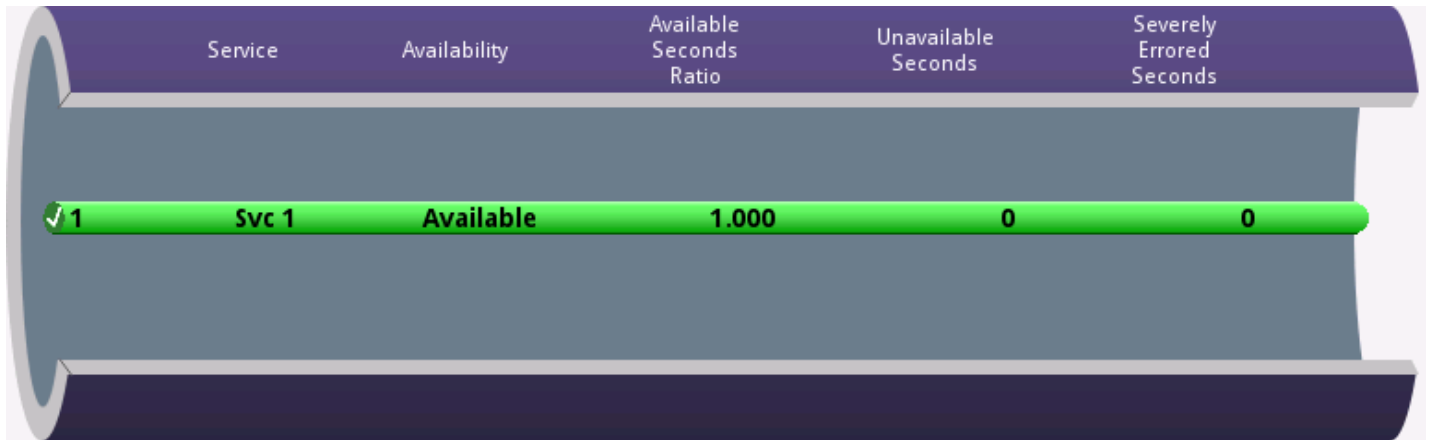 Service
Availability
Available
Seconds
Ratio
Unavailable
Seconds
Severely
Errored
Seconds
1 Svc 1 Available 1.000 0 0